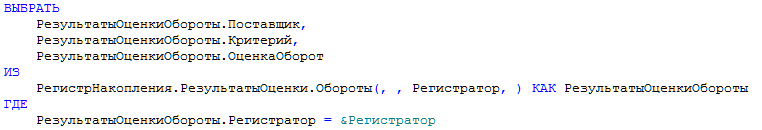 ВЫБРАТЬ
РезультатыОценкиОбороты.Поставщик,
РезультатыОценкиОбороты.Критерий,
РезультатыОценкиОбороты.ОценкаОборот
ИЗ
РегистрНакопления.РезультатыОценки.Обороты(, , Регистратор, ) КАК РезультатыОценкиОбороты
ГДЕ
РезультатыОценкиОбороты.Регистратор = &Регистратор